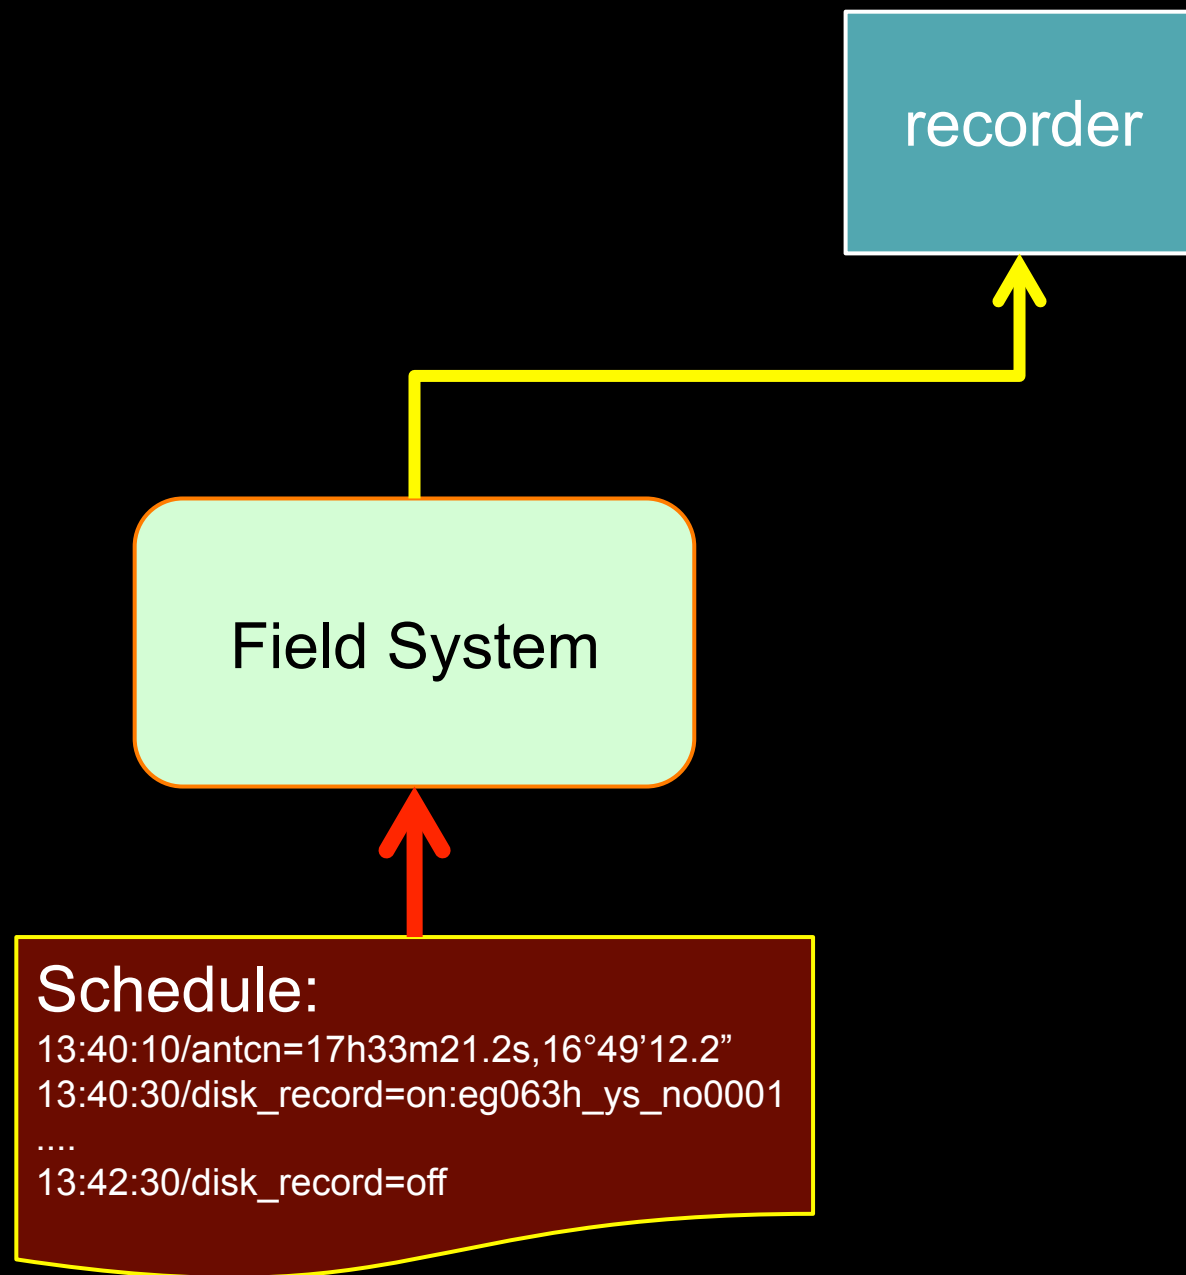 recorder
Field System
Schedule:
13:40:10/antcn=17h33m21.2s,16°49’12.2”
13:40:30/disk_record=on:eg063h_ys_no0001
....
13:42:30/disk_record=off